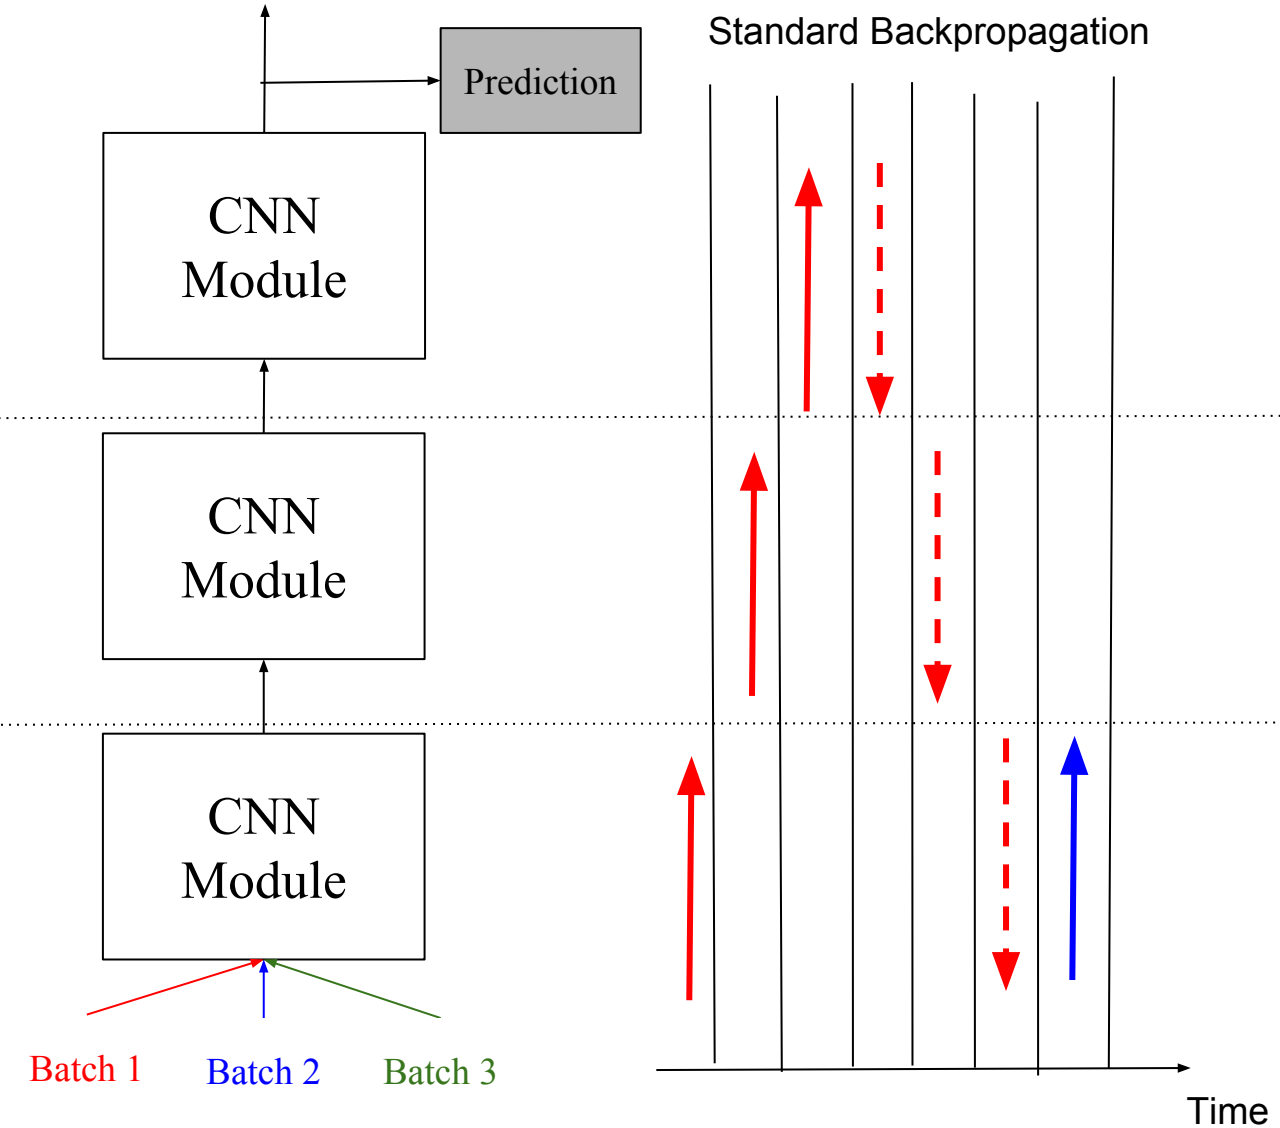 Standard Backpropagation
Prediction
CNN
Module
CNN
Module
CNN
Module
Batch 1
Batch 2
Batch 3
Time